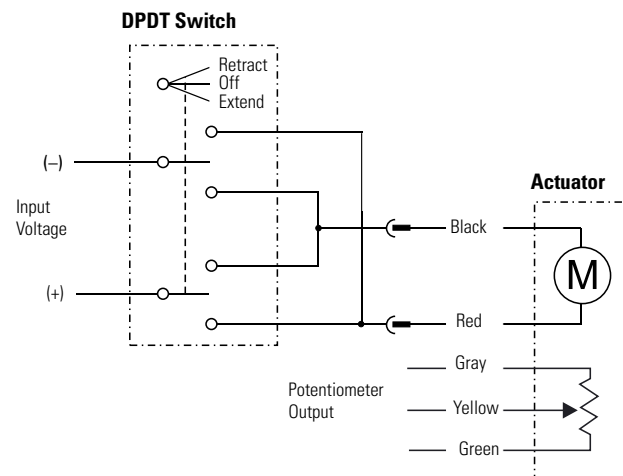 DPDT Switch
Retract
Off
Extend
(–)
Input
Voltage
(+)
Actuator
Black
M
Red
Gray
Potentiometer
Output
Yellow
Green